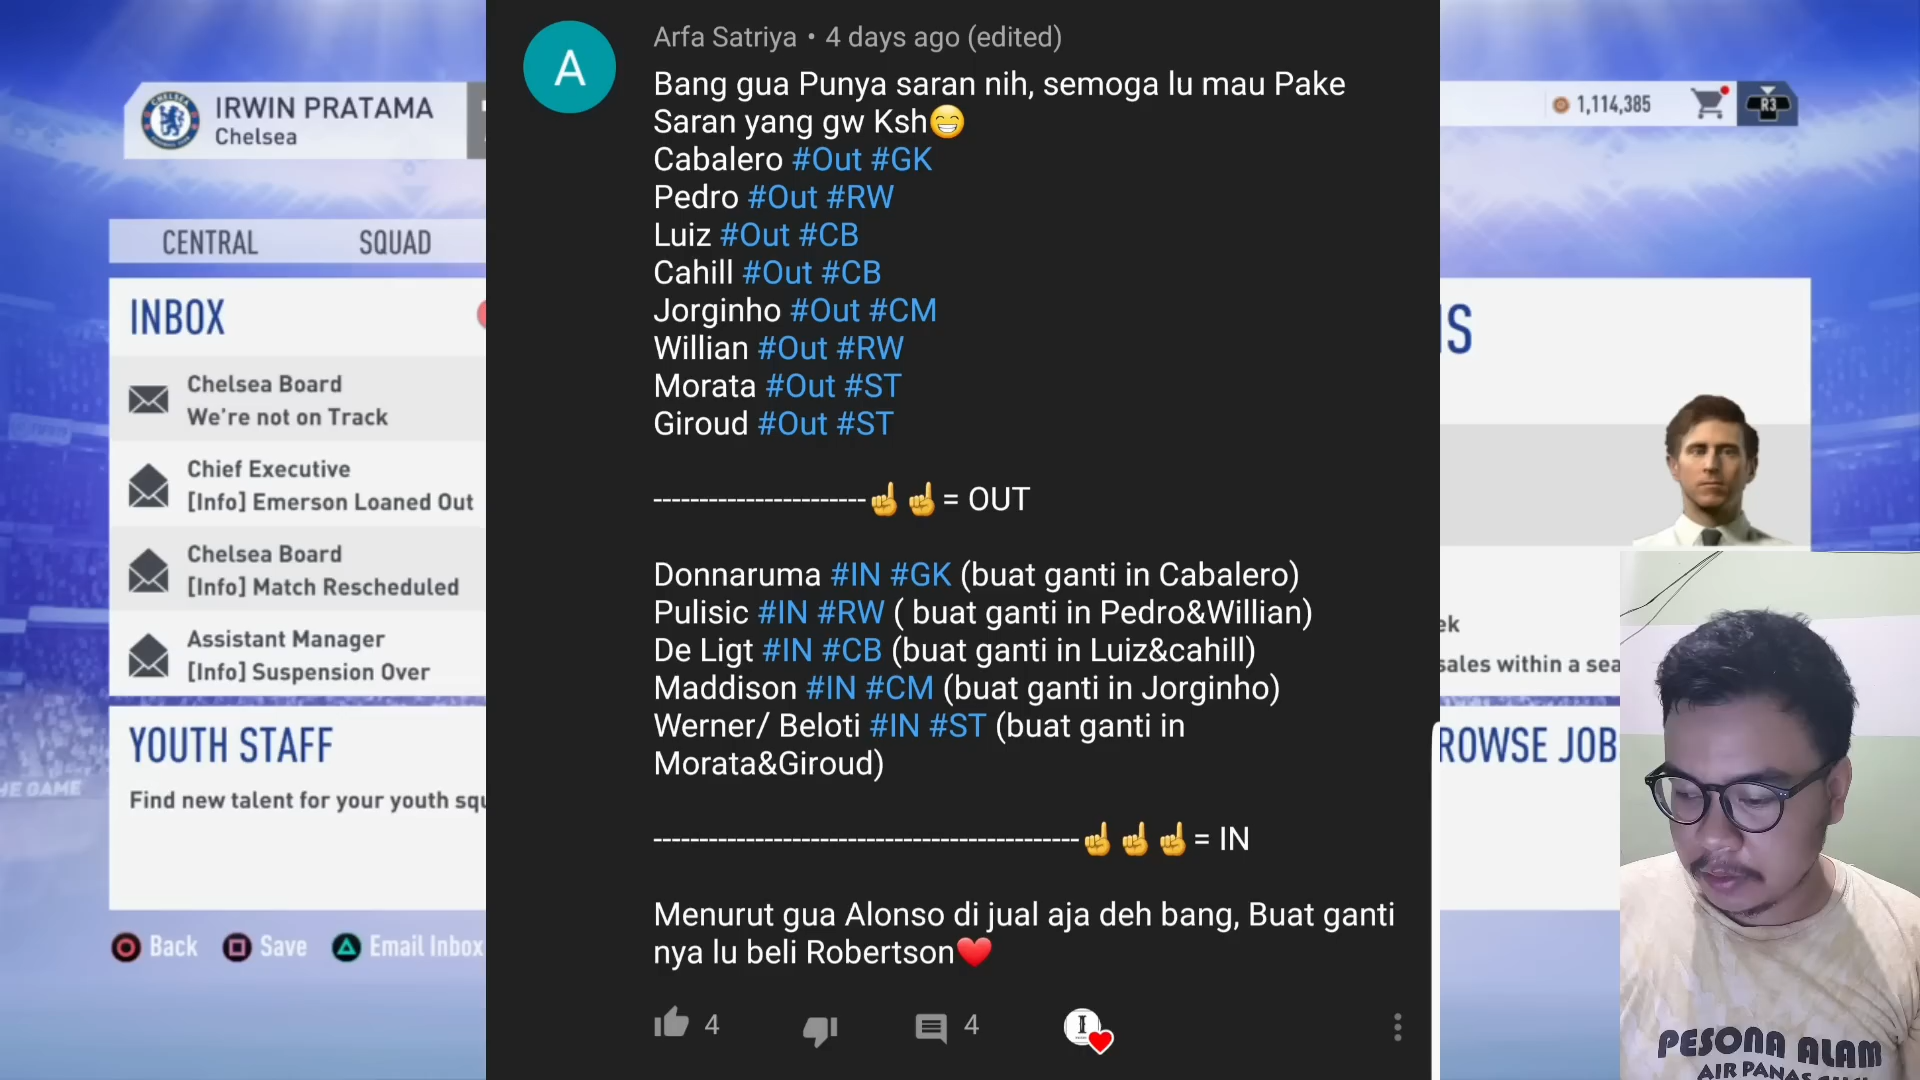 IRWIN PRATAMA
Chelsea
CENTRAL SQUAD
INBOX
Chelsea Board
We're not on Track
Chief Executive
[Info] Emerson Loaned Out
Chelsea Board
[Info] Match Rescheduled
Assistant Manager
[Info] Suspension Over
YOUTH STAFF
Find new talent for your youth squ
Back Save Email Inbox
A
Arfa Satriya • 4 days ago (edited)
Bang gua Punya saran nih, semoga lu mau Pake
Saran yang gw Ksh😁
Cabalero #Out #GK
Pedro #Out #RW
Luiz #Out #CB
Cahill #Out #CB
Jorginho #Out #CM
Willian #Out #RW
Morata #Out #ST
Giroud #Out #ST
-----------------------☝️☝️= OUT
Donnaruma #IN #GK (buat ganti in Cabalero)
Pulisic #IN #RW ( buat ganti in Pedro&Willian)
De Ligt #IN #CB (buat ganti in Luiz&cahill)
Maddison #IN #CM (buat ganti in Jorginho)
Werner/ Beloti #IN #ST (buat ganti in
Morata&Giroud)
----------------------------------------------☝️☝️☝️= IN
Menurut gua Alonso di jual aja deh bang, Buat ganti
nya lu beli Robertson❤️
4 4
1,114,385
R3
IS
ek
sales within a sea
ROWSE JOB
PESONA ALAM
AIR PANAS